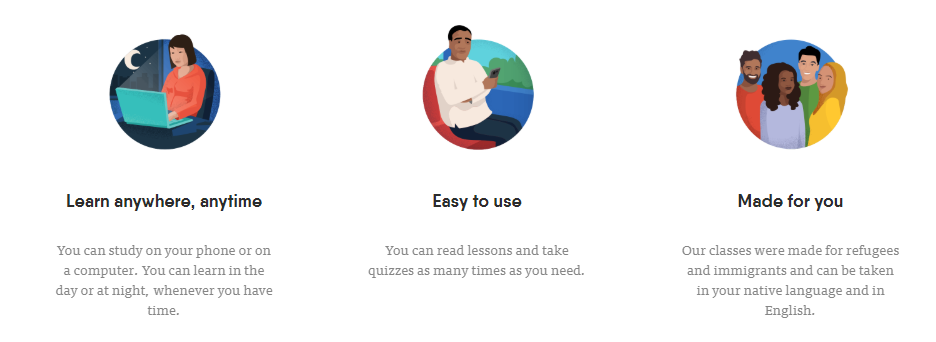 Learn anywhere, anytime
You can study on your phone or on
a computer. You can learn in the
day or at night, whenever you have
time.
Easy to use
You can read lessons and take
quizzes as many times as you need.
Made for you
Our classes were made for refugees
and immigrants and can be taken
in your native language and in
English.